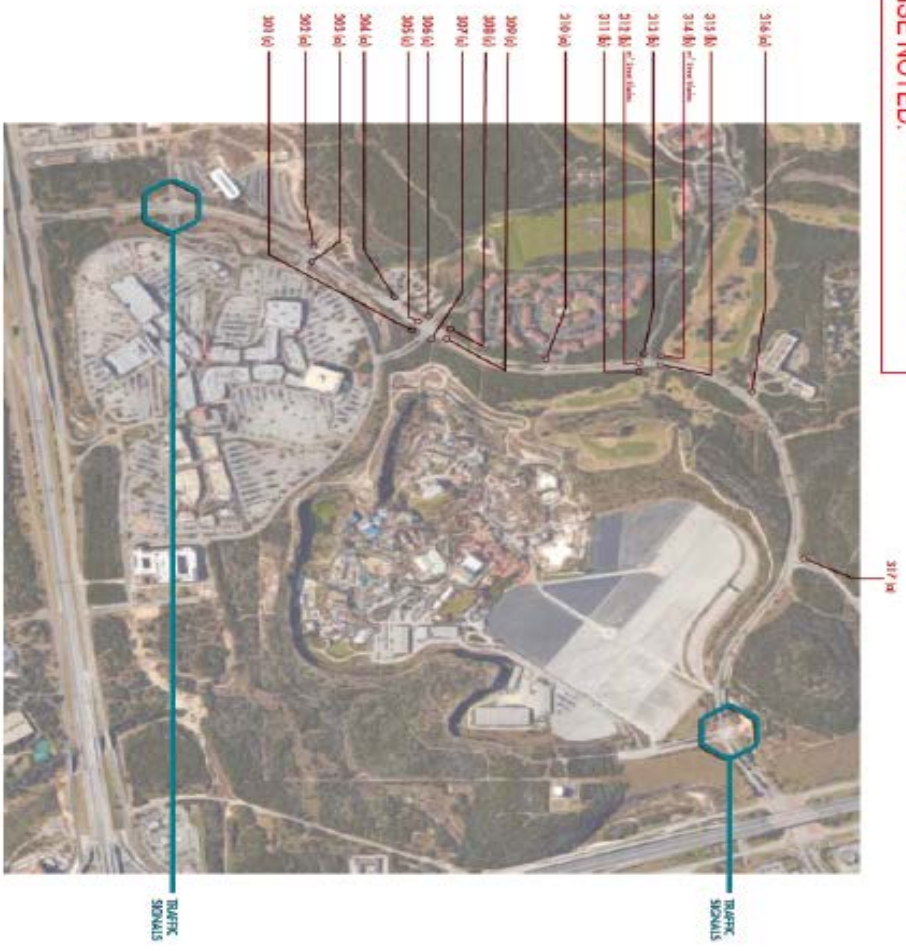 SE NOTED.
301 (c)
302 (c)
303 (c)
304 (c)
305 (c)
306 (c)
307 (c)
308 (c)
309 (c)
310 (a)
311 (b)
312 (b)
313 (b)
314 (b)
315 (b)
316 (a)
317 (a)
TRAFFIC
SIGNALS
TRAFFIC
SIGNALS